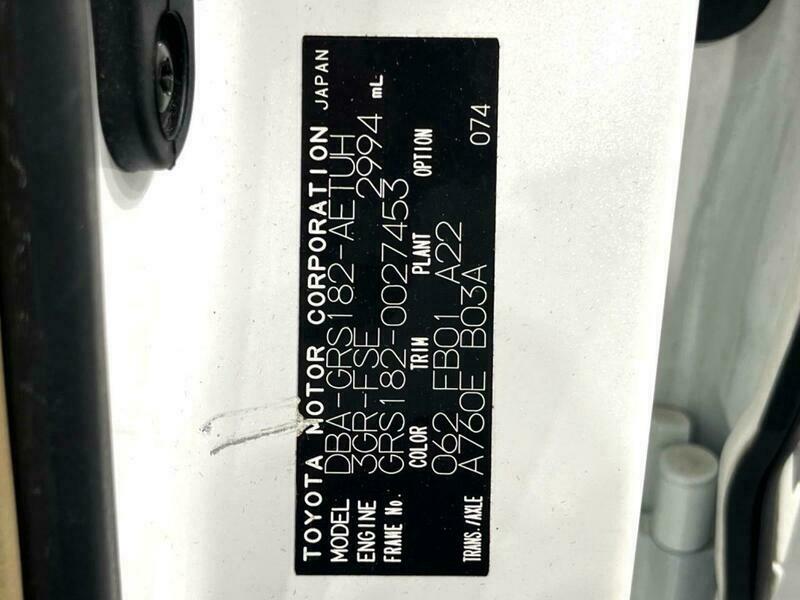 TOYOTA MOTOR CORPORATION JAPAN
MODEL DBA-GRS182-AETUH
ENGINE 3GR-FSE 2994 mL
FRAME No. GRS182-0027453
COLOR TRIM PLANT OPTION
062 FB01 A22
TRANS./AXLE A760E B03A 074